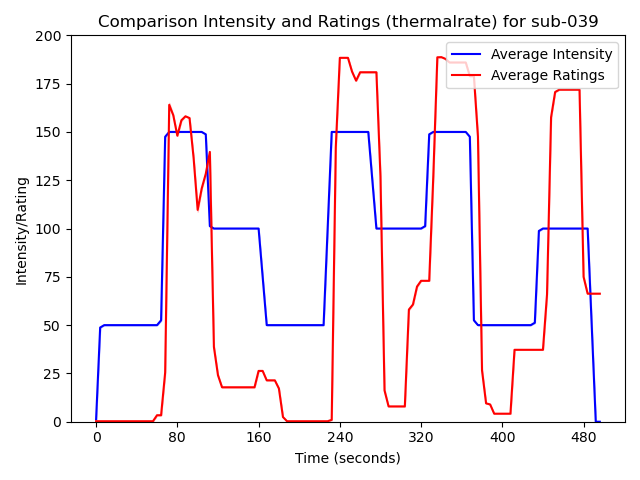 Comparison Intensity and Ratings (thermalrate) for sub-039
Average Intensity
Average Ratings
Intensity/Rating
200
175
150
125
100
75
50
25
0
0 80 160 240 320 400 480
Time (seconds)